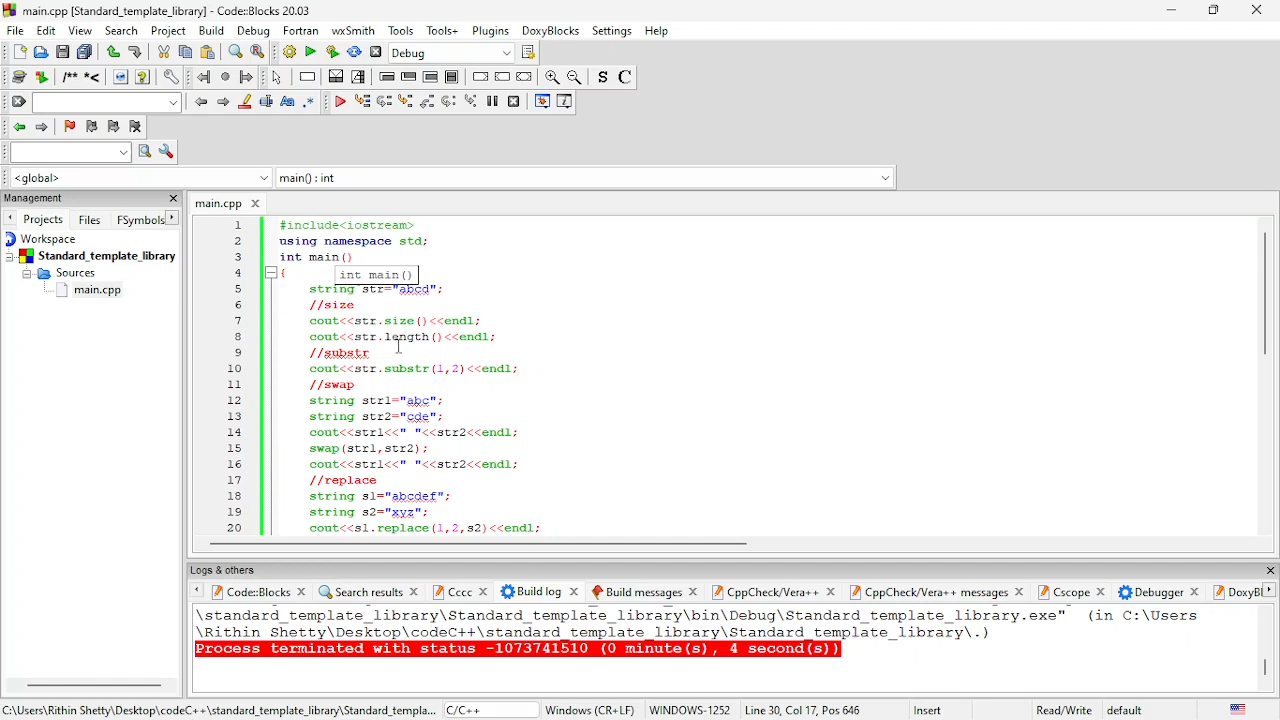 main.cpp [Standard_template_library] - Code::Blocks 20.03
File Edit View Search Project Build Debug Fortran wxSmith Tools Tools+ Plugins DoxyBlocks Settings Help
Debug
/** *<
S C
<global> main() : int
Management
Projects Files FSymbols
Workspace
Standard_template_library
Sources
main.cpp
main.cpp
1 #include<iostream>
2 using namespace std;
3 int main()
4 {
int main()
5 string str="abcd";
6 //size
7 cout<<str.size()<<endl;
8 cout<<str.length()<<endl;
9 //substr
10 cout<<str.substr(1,2)<<endl;
11 //swap
12 string str1="abc";
13 string str2="cde";
14 cout<<str1<<" "<<str2<<endl;
15 swap(str1,str2);
16 cout<<str1<<" "<<str2<<endl;
17 //replace
18 string s1="abcdef";
19 string s2="xyz";
20 cout<<s1.replace(1,2,s2)<<endl;
Logs & others
Code::Blocks Search results Cccc Build log Build messages CppCheck/Vera++ CppCheck/Vera++ messages Cscope Debugger DoxyBl
\standard_template_library\Standard_template_library\bin\Debug\Standard_template_library.exe" (in C:\Users
\Rithin Shetty\Desktop\codeC++\standard_template_library\Standard_template_library\.)
Process terminated with status -1073741510 (0 minute(s), 4 second(s))
C:\Users\Rithin Shetty\Desktop\codeC++\standard_template_library\Standard_templa... C/C++ Windows (CR+LF) WINDOWS-1252 Line 30, Col 17, Pos 646 Insert Read/Write default